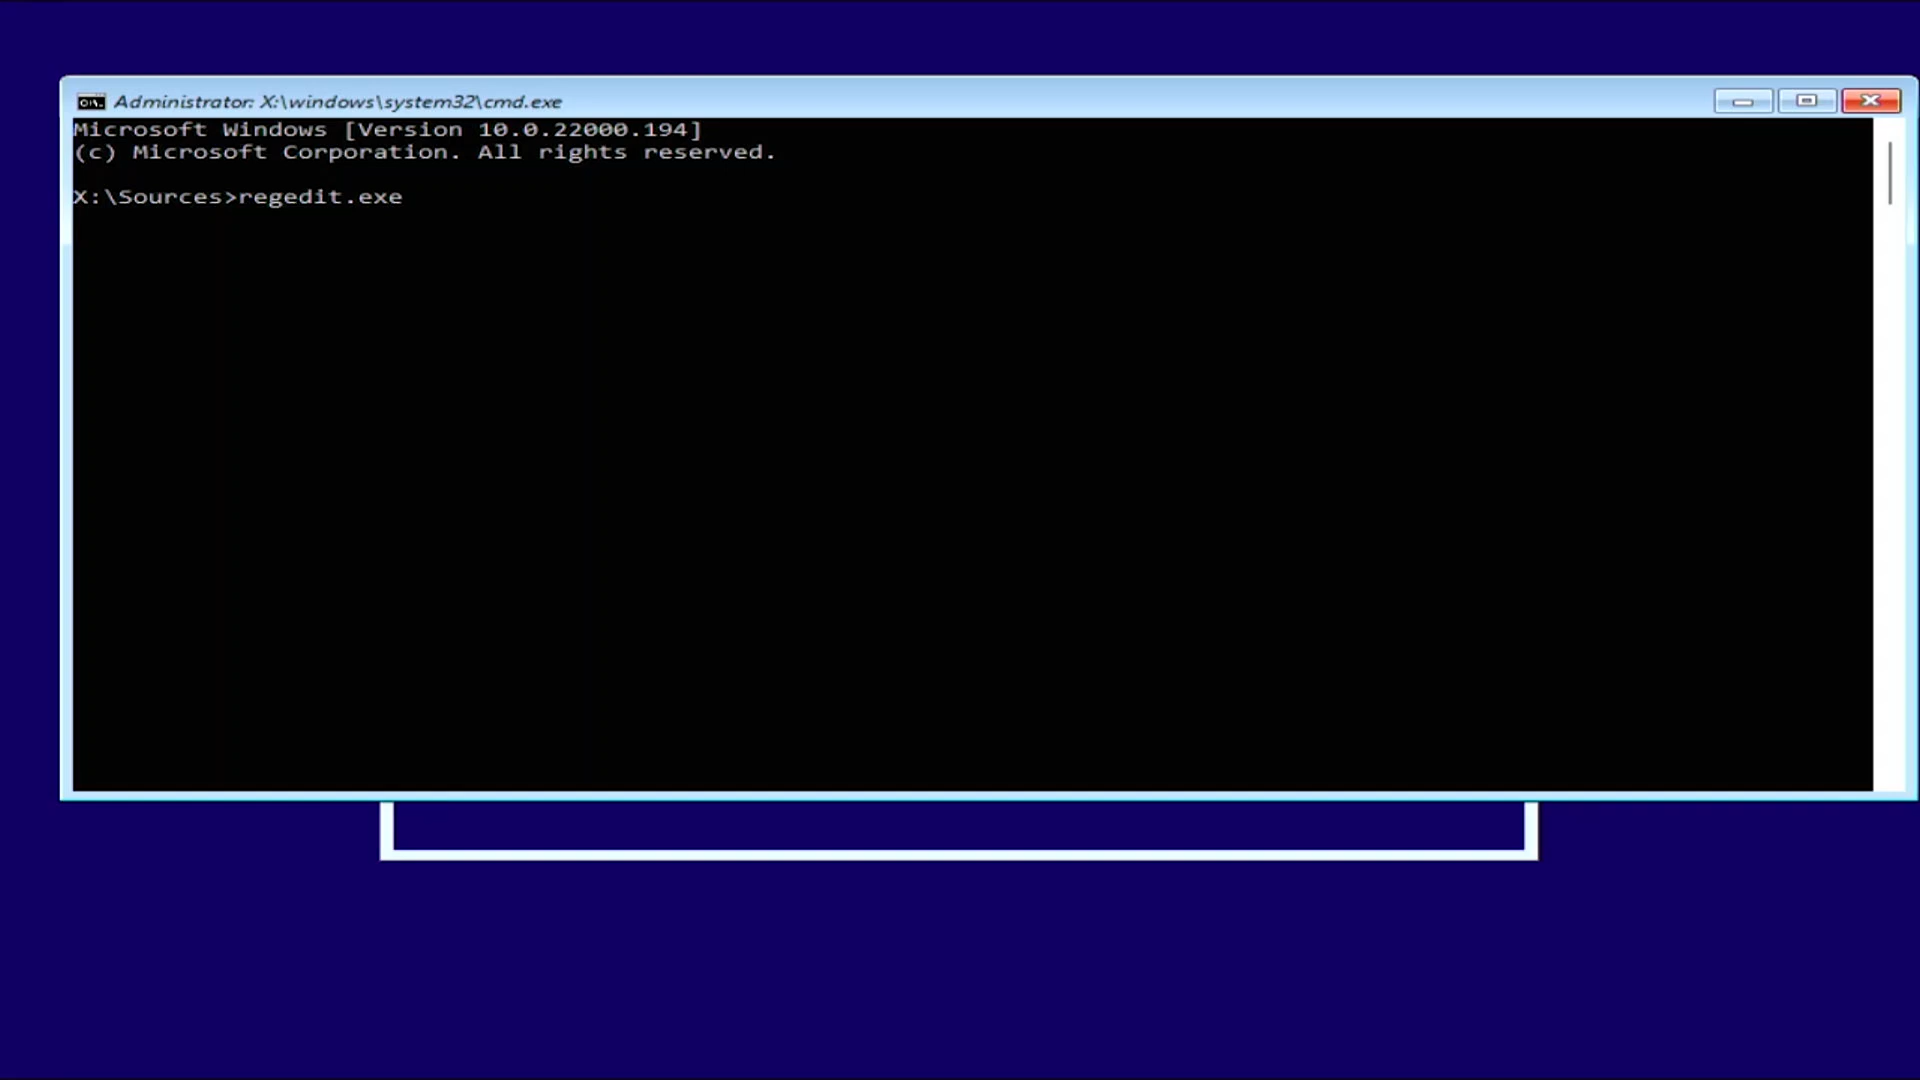 Administrator: X:\windows\system32\cmd.exe
Microsoft Windows [Version 10.0.22000.194]
(c) Microsoft Corporation. All rights reserved.
X:\Sources>regedit.exe